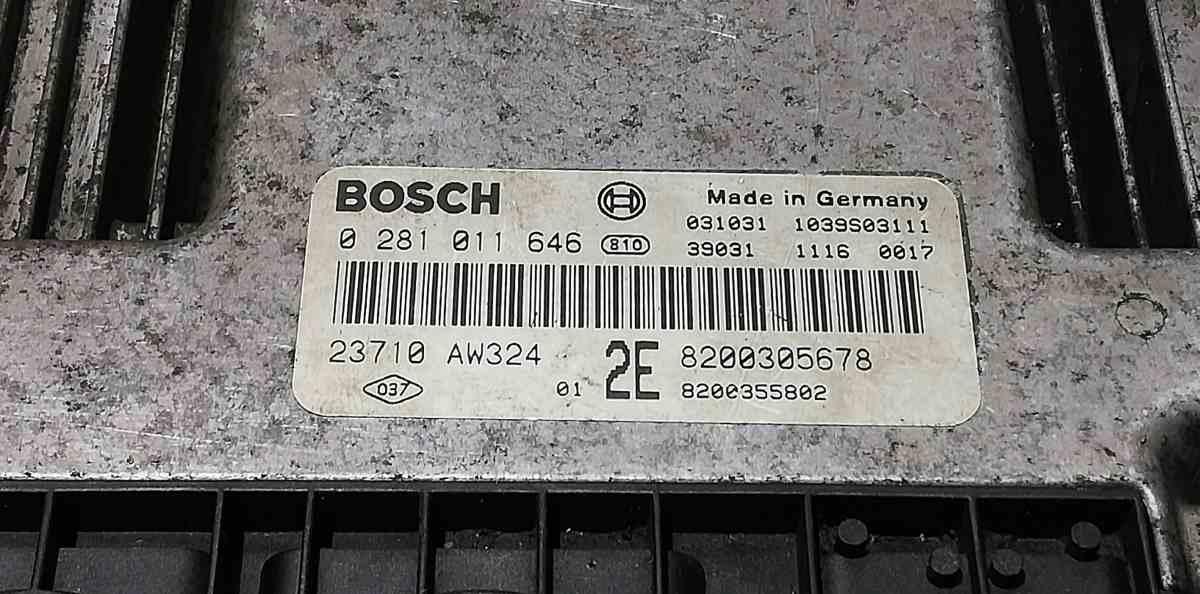 BOSCH
Made in Germany
031031 1039S03111
0 281 011 646 810
39031 1116 0017
23710 AW324 2E 8200305678
037 01 8200355802